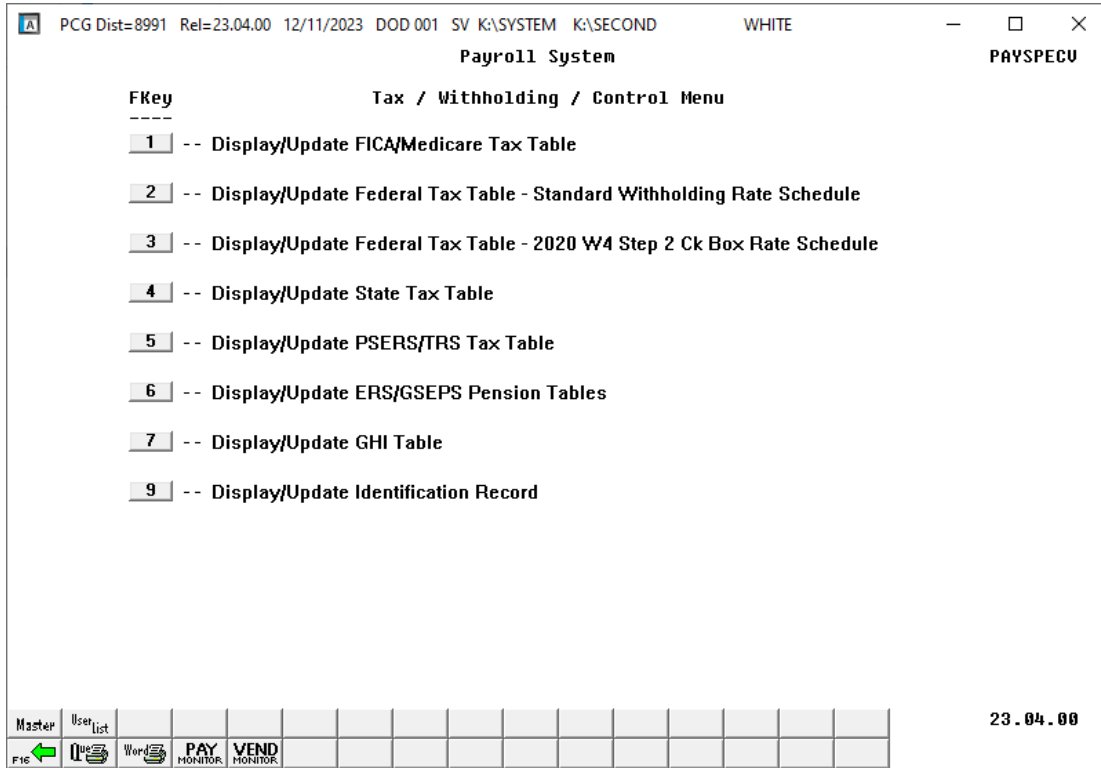 A PCG Dist=8991 Rel=23.04.00 12/11/2023 DOD 001 SV K:\SYSTEM K:\SECOND WHITE
Payroll System PAYSPECV
FKey Tax / Withholding / Control Menu
----
1 -- Display/Update FICA/Medicare Tax Table
2 -- Display/Update Federal Tax Table - Standard Withholding Rate Schedule
3 -- Display/Update Federal Tax Table - 2020 W4 Step 2 Ck Box Rate Schedule
4 -- Display/Update State Tax Table
5 -- Display/Update PSERS/TRS Tax Table
6 -- Display/Update ERS/GSEPS Pension Tables
7 -- Display/Update GHI Table
9 -- Display/Update Identification Record
Master User List 23.04.00
F16 Que Word PAY MONITOR VEND MONITOR